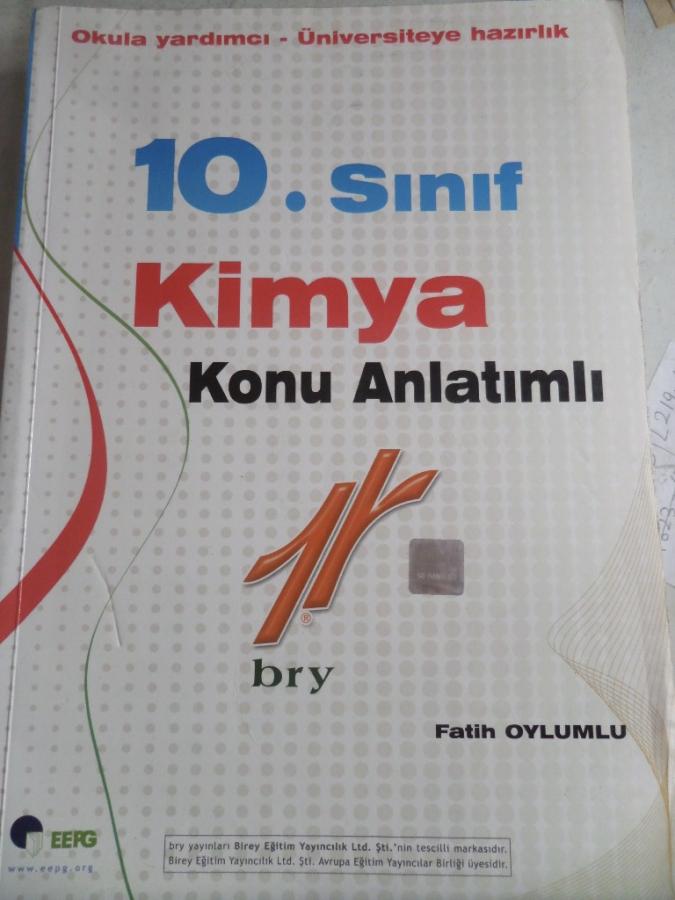 Okula yardımcı - Üniversiteye hazırlık
10. Sınıf
Kimya
Konu Anlatımlı
®
bry
Fatih OYLUMLU
EEPG
www.eepg.org
bry yayınları Birey Eğitim Yayıncılık Ltd. Şti.'nin tescilli markasıdır.
Birey Eğitim Yayıncılık Ltd. Şti. Avrupa Eğitim Yayıncılar Birliği üyesidir.